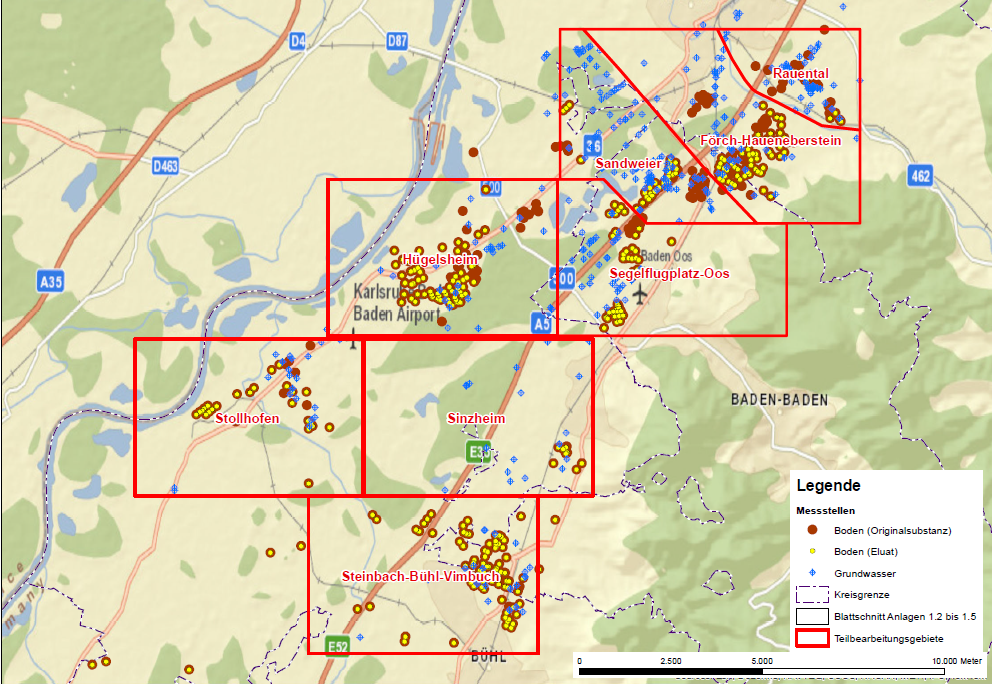 D4
D87
Rauental
36
Förch-Haueneberstein
D463
Sandweier
462
Hügelsheim
Baden Oos
Segelflugplatz-Oos
A35
Baden Airport
A5
BADEN-BADEN
Stollhofen
Sinzheim
Steinbach-Bühl-Vimbuch
E52
BÜHL
Legende
Messstellen
Boden (Originalsubstanz)
Boden (Eluat)
Grundwasser
Kreisgrenze
Blattschnitt Anlagen 1.2 bis 1.5
Teilbearbeitungsgebiete
0 2.500 5.000 10.000 Meter